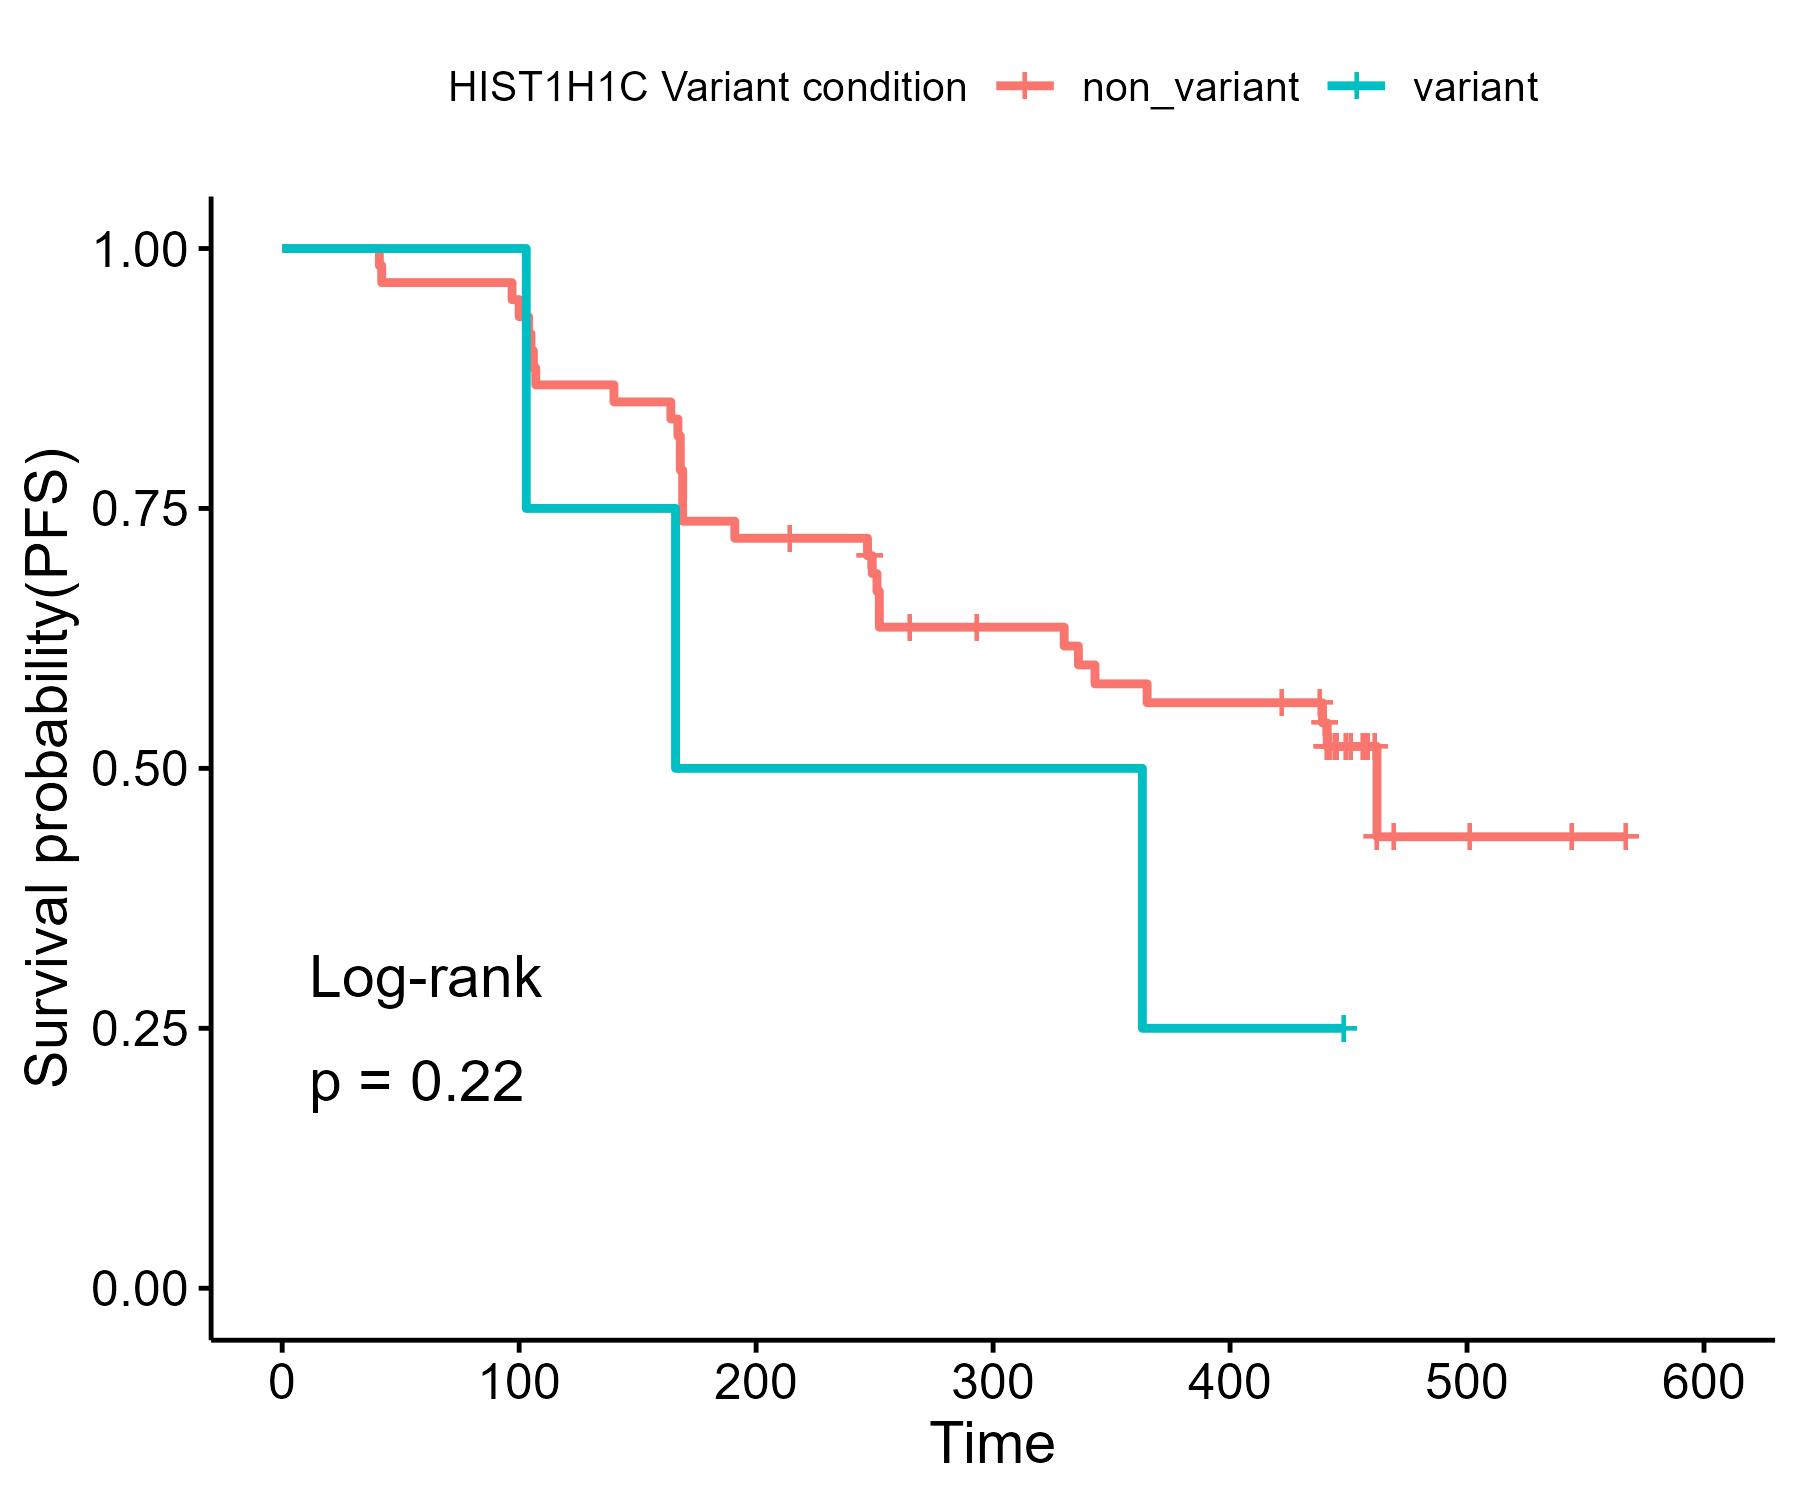 HIST1H1C Variant condition non_variant variant
Survival probability(PFS)
1.00
0.75
0.50
0.25
0.00
Log-rank
p = 0.22
0 100 200 300 400 500 600
Time